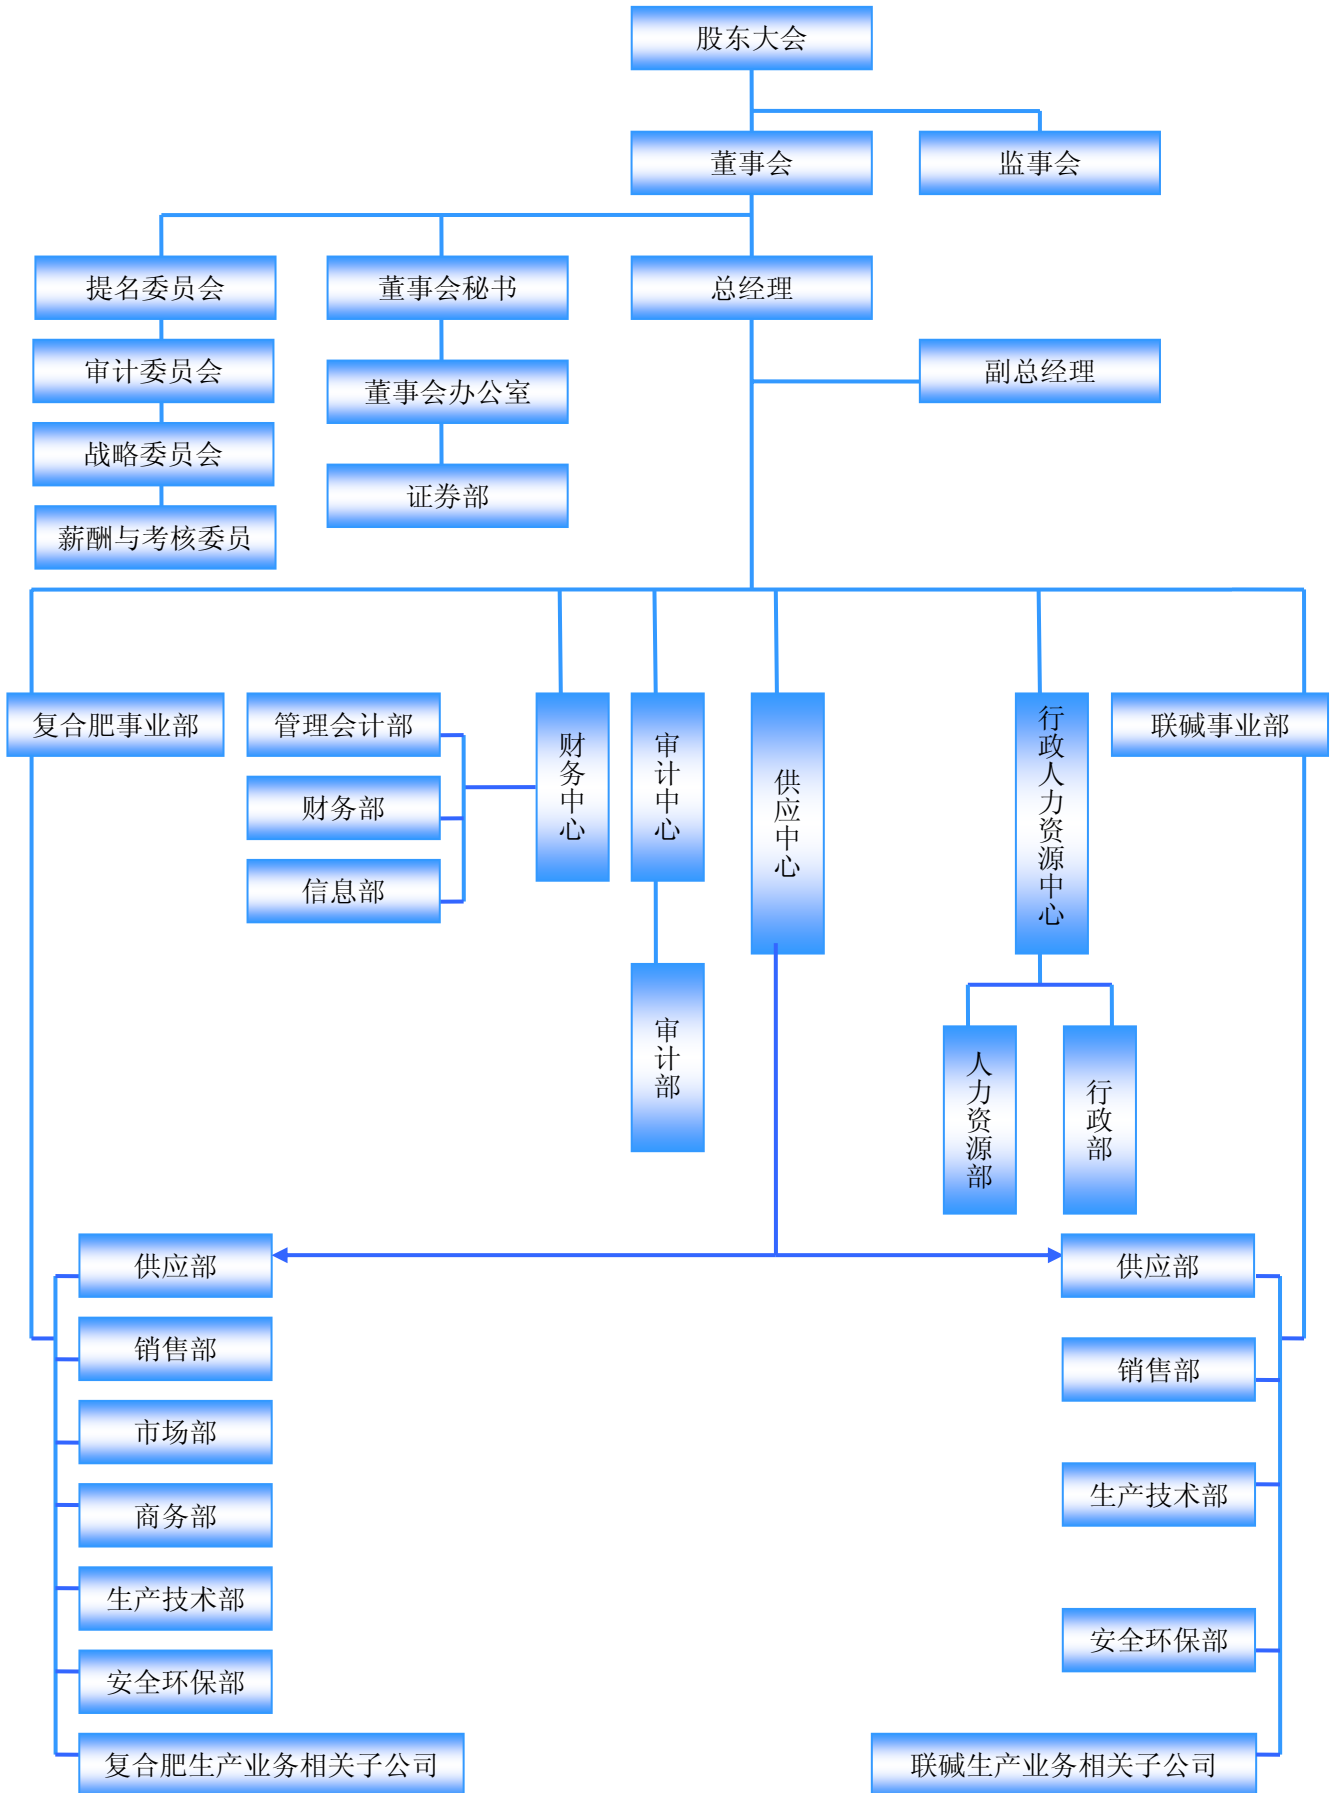 股东大会
董事会
监事会
提名委员会
董事会秘书
总经理
审计委员会
副总经理
董事会办公室
战略委员会
证券部
薪酬与考核委员
复合肥事业部
管理会计部
财务部
信息部
财务中心
审计中心
供应中心
行政人力资源中心
联碱事业部
审计部
人力资源部
行政部
供应部
销售部
市场部
商务部
生产技术部
安全环保部
复合肥生产业务相关子公司
供应部
销售部
生产技术部
安全环保部
联碱生产业务相关子公司